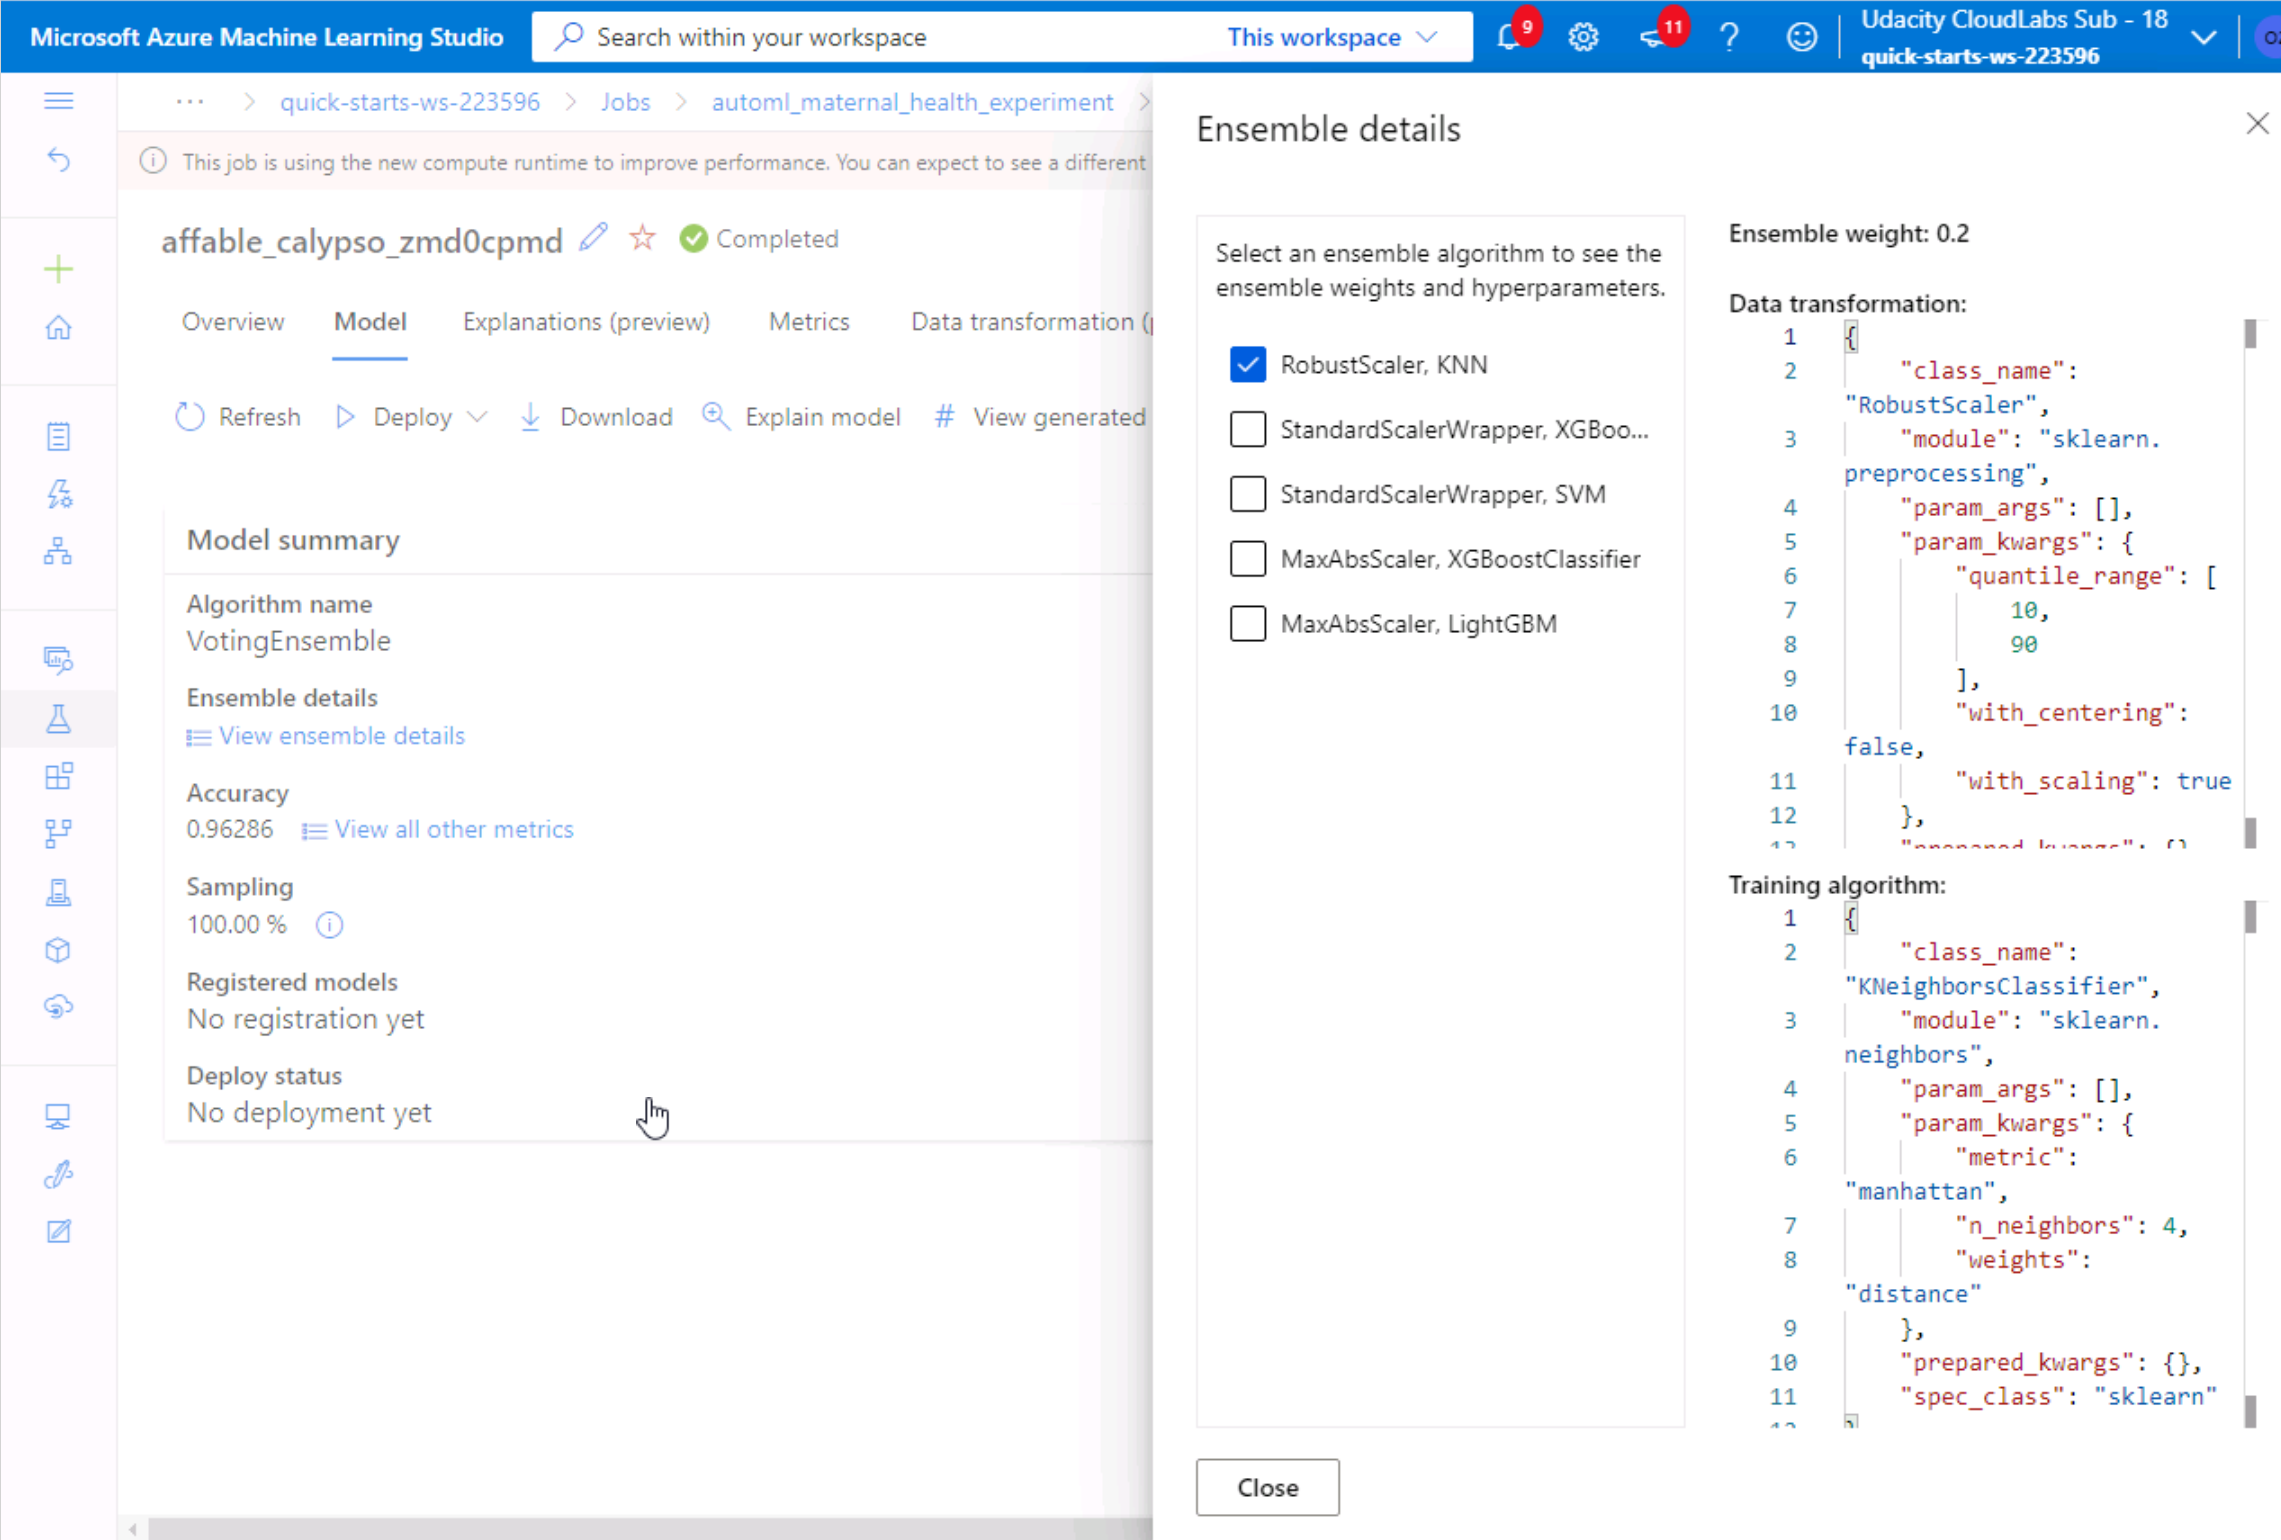 Microsoft Azure Machine Learning Studio
Search within your workspace
This workspace
9
11
?
Udacity CloudLabs Sub - 18
quick-starts-ws-223596
··· > quick-starts-ws-223596 > Jobs > automl_maternal_health_experiment >
This job is using the new compute runtime to improve performance. You can expect to see a different
affable_calypso_zmd0cpmd
Completed
Overview
Model
Explanations (preview)
Metrics
Data transformation (
Refresh
Deploy
Download
Explain model
# View generated
Model summary
Algorithm name
VotingEnsemble
Ensemble details
View ensemble details
Accuracy
0.96286
View all other metrics
Sampling
100.00 %
Registered models
No registration yet
Deploy status
No deployment yet
Ensemble details
Select an ensemble algorithm to see the
ensemble weights and hyperparameters.
RobustScaler, KNN
StandardScalerWrapper, XGBoo...
StandardScalerWrapper, SVM
MaxAbsScaler, XGBoostClassifier
MaxAbsScaler, LightGBM
Ensemble weight: 0.2
Data transformation:
1 {
2 "class_name":
"RobustScaler",
3 "module": "sklearn.
preprocessing",
4 "param_args": [],
5 "param_kwargs": {
6 "quantile_range": [
7 10,
8 90
9 ],
10 "with_centering":
false,
11 "with_scaling": true
12 },
13 "prepared_kwargs": {}
Training algorithm:
1 {
2 "class_name":
"KNeighborsClassifier",
3 "module": "sklearn.
neighbors",
4 "param_args": [],
5 "param_kwargs": {
6 "metric":
"manhattan",
7 "n_neighbors": 4,
8 "weights":
"distance"
9 },
10 "prepared_kwargs": {},
11 "spec_class": "sklearn"
12 }
Close